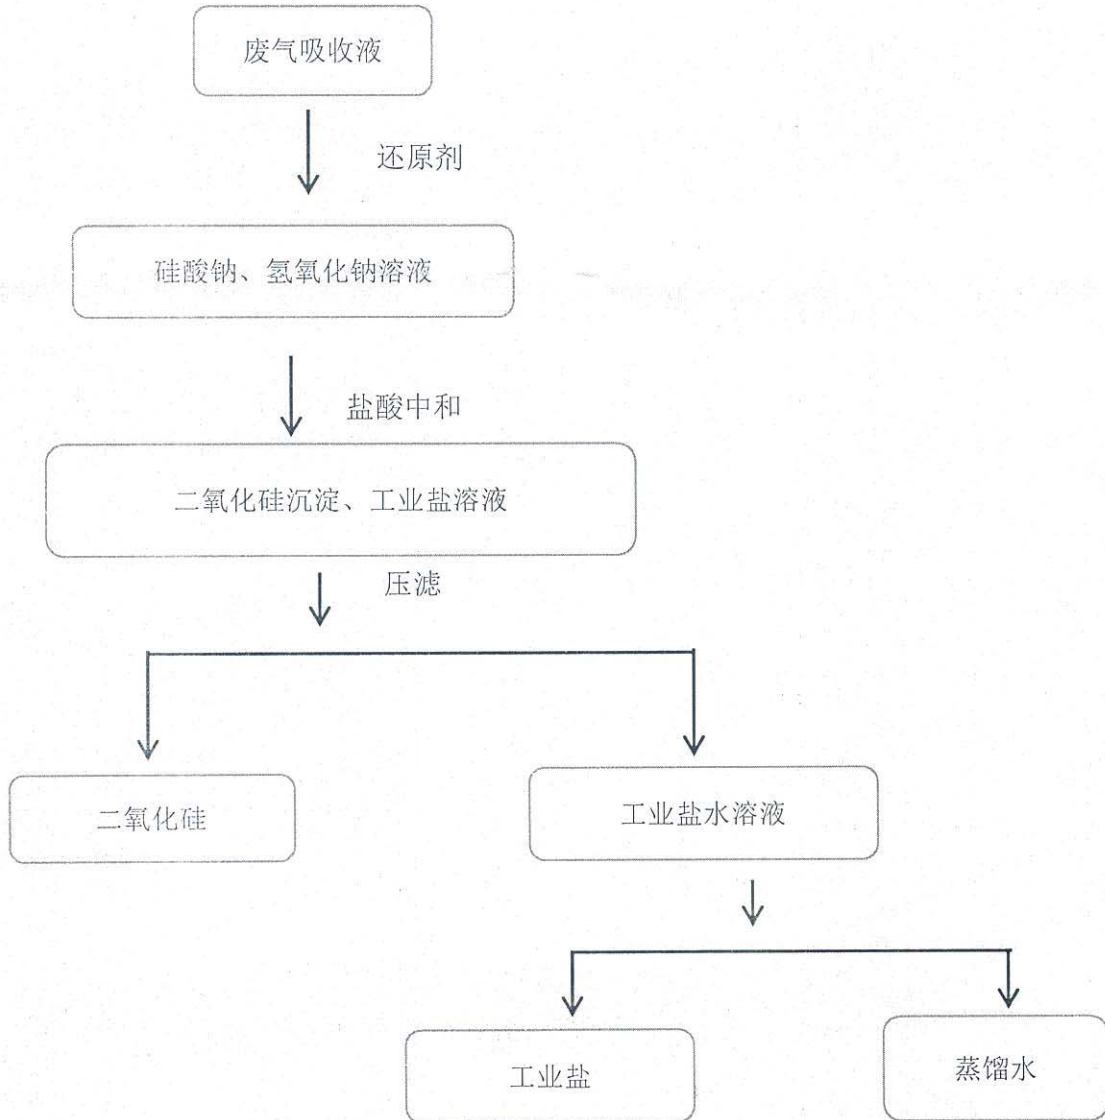 废气吸收液
还原剂
硅酸钠、氢氧化钠溶液
盐酸中和
二氧化硅沉淀、工业盐溶液
压滤
二氧化硅
工业盐水溶液
工业盐
蒸馏水